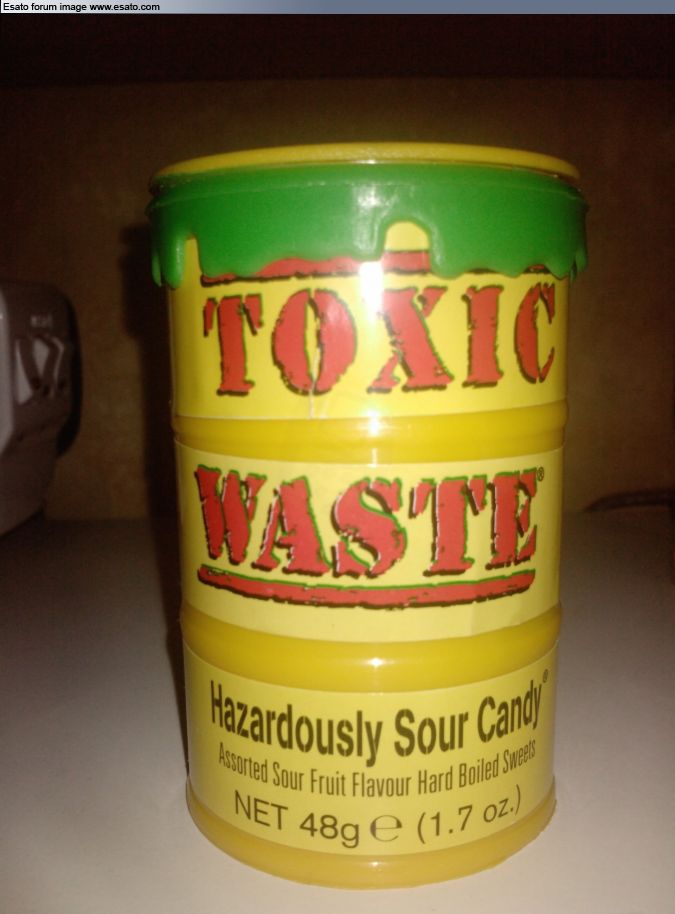 Esato forum image www.esato.com
TOXIC
WASTE®
Hazardously Sour Candy®
Assorted Sour Fruit Flavour Hard Boiled Sweets
NET 48g ℮ (1.7 oz.)